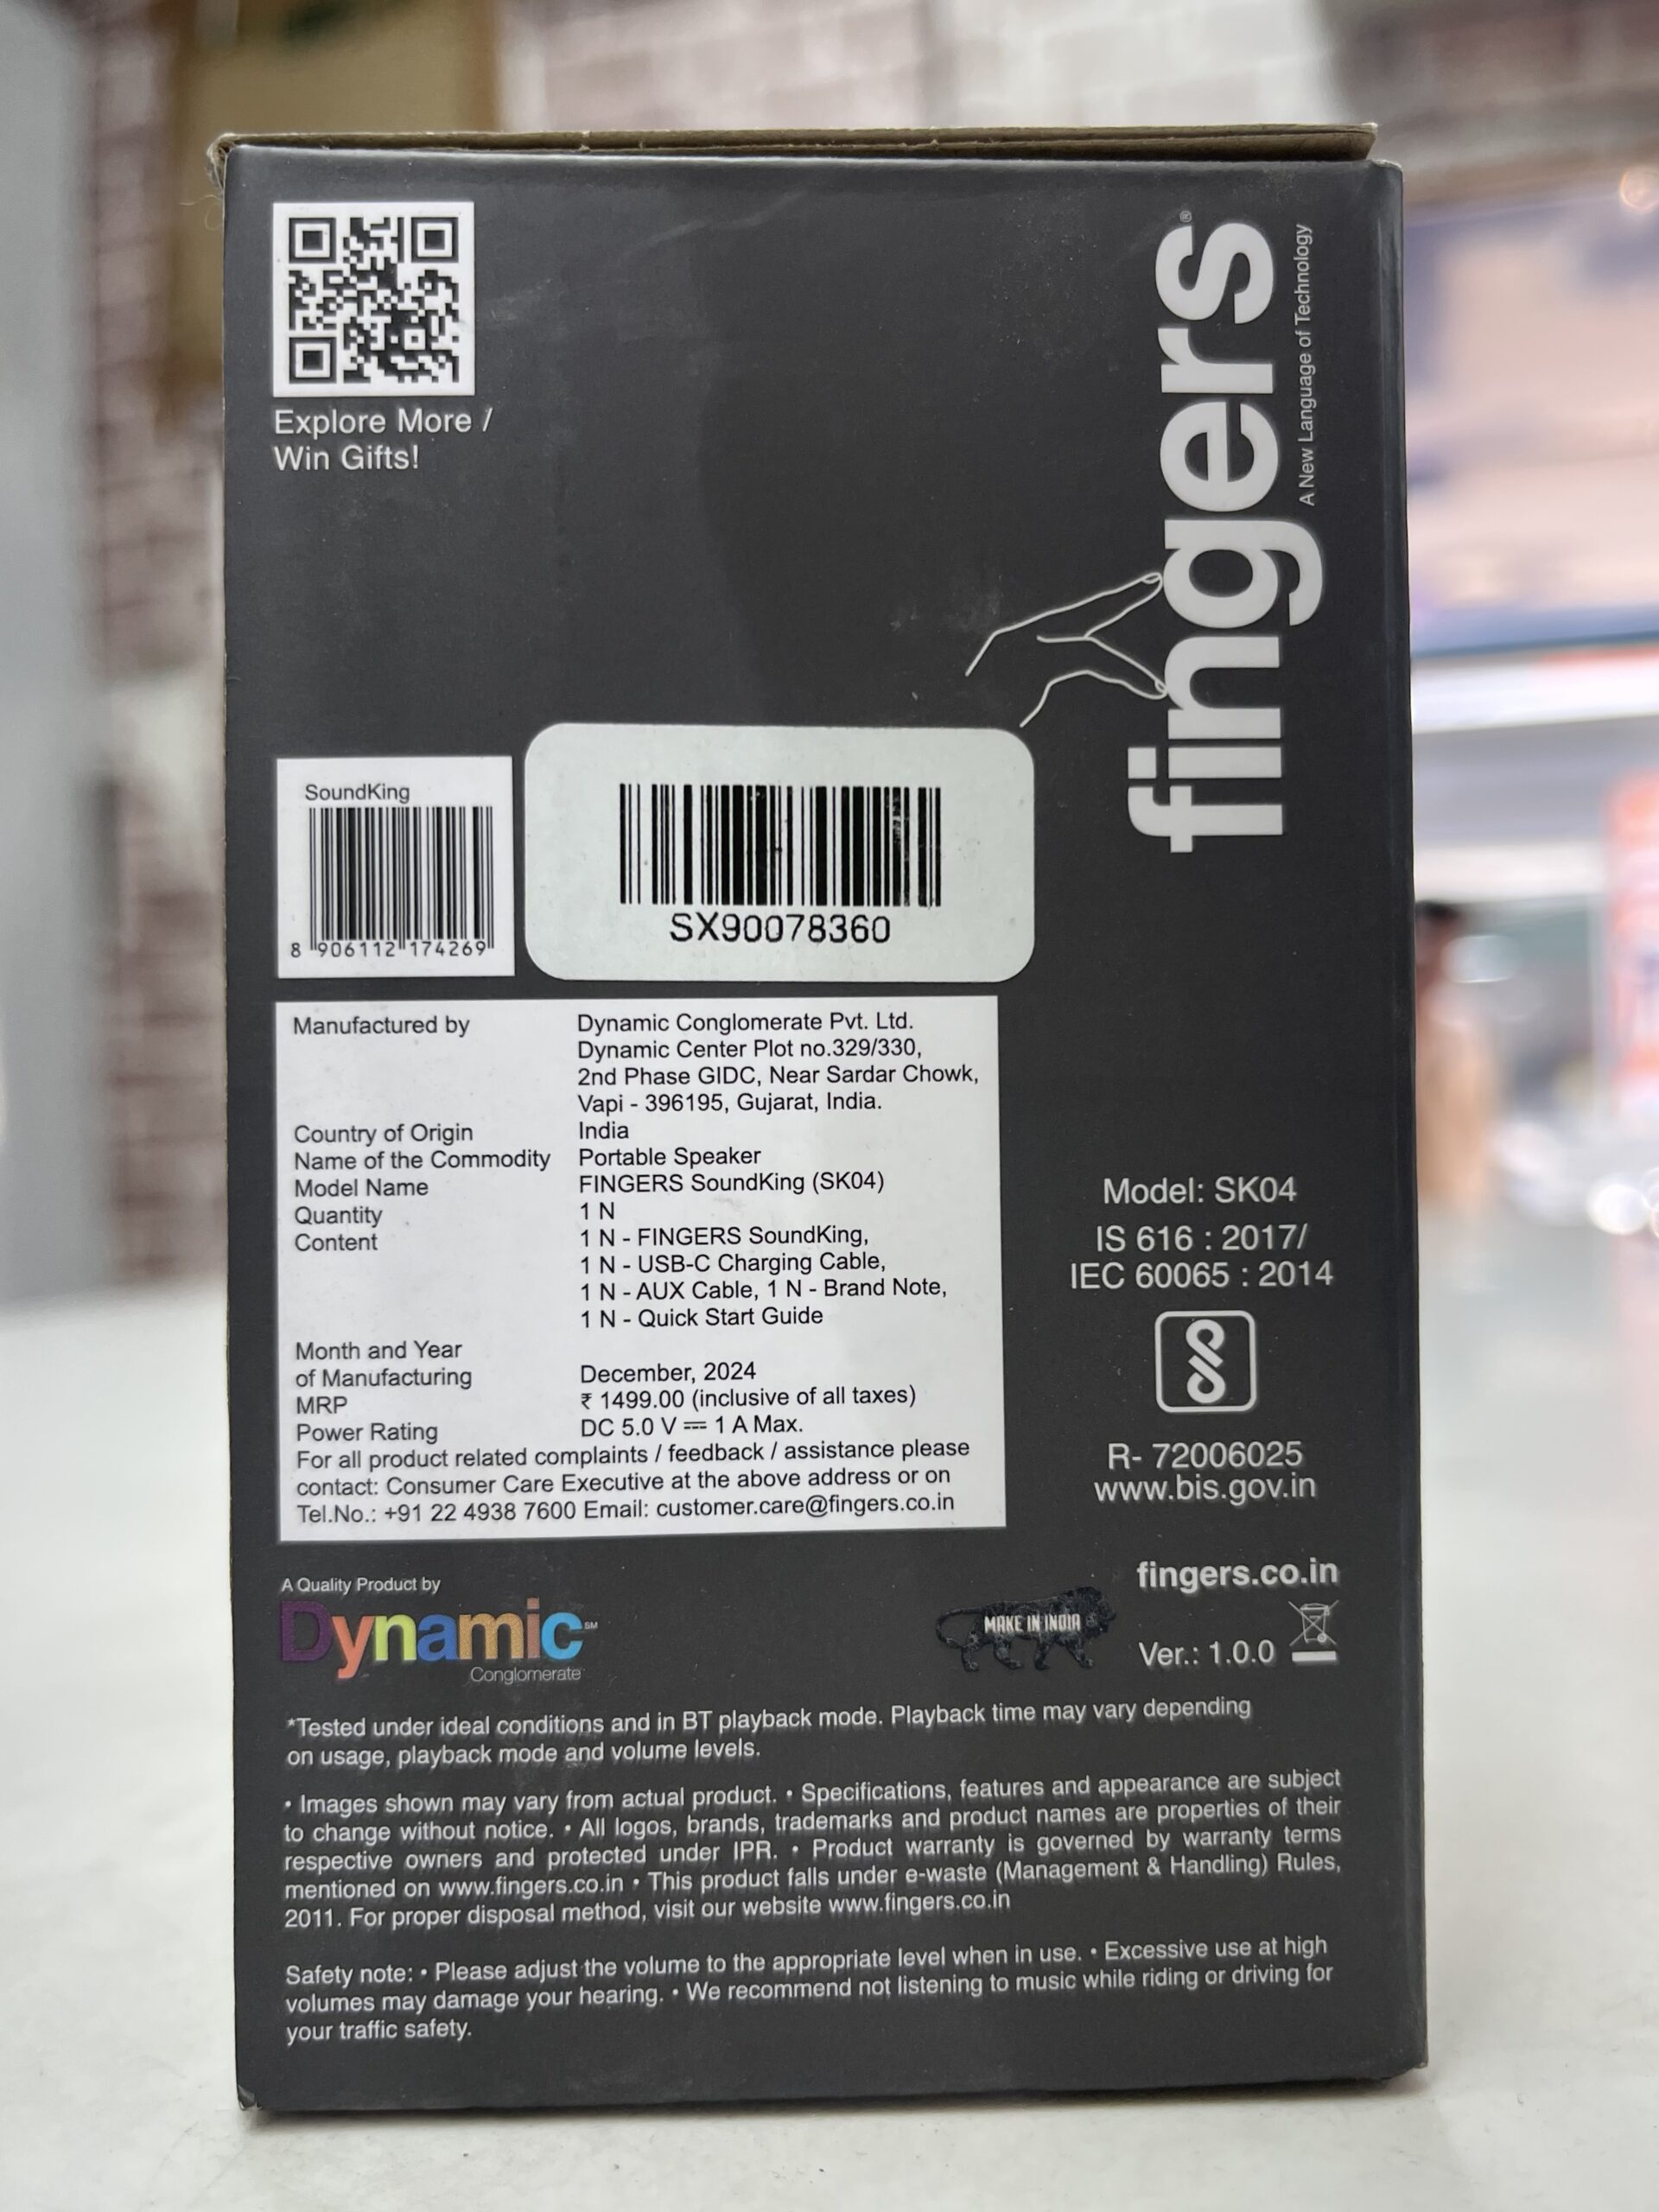 Explore More /
Win Gifts!
fingers®
A New Language of Technology
SoundKing
8 906112 174269
SX90078360
Manufactured by Dynamic Conglomerate Pvt. Ltd.
Dynamic Center Plot no.329/330,
2nd Phase GIDC, Near Sardar Chowk,
Vapi - 396195, Gujarat, India.
Country of Origin India
Name of the Commodity Portable Speaker
Model Name FINGERS SoundKing (SK04)
Quantity 1 N
Content 1 N - FINGERS SoundKing,
1 N - USB-C Charging Cable,
1 N - AUX Cable, 1 N - Brand Note,
1 N - Quick Start Guide
Month and Year
of Manufacturing December, 2024
MRP ₹ 1499.00 (inclusive of all taxes)
Power Rating DC 5.0 V ⎓ 1 A Max.
For all product related complaints / feedback / assistance please
contact: Consumer Care Executive at the above address or on
Tel.No.: +91 22 4938 7600 Email: customer.care@fingers.co.in
Model: SK04
IS 616 : 2017/
IEC 60065 : 2014
R- 72006025
www.bis.gov.in
A Quality Product by
Dynamic℠
Conglomerate
MAKE IN INDIA
fingers.co.in
Ver.: 1.0.0
*Tested under ideal conditions and in BT playback mode. Playback time may vary depending
on usage, playback mode and volume levels.
• Images shown may vary from actual product. • Specifications, features and appearance are subject
to change without notice. • All logos, brands, trademarks and product names are properties of their
respective owners and protected under IPR. • Product warranty is governed by warranty terms
mentioned on www.fingers.co.in • This product falls under e-waste (Management & Handling) Rules,
2011. For proper disposal method, visit our website www.fingers.co.in
Safety note: • Please adjust the volume to the appropriate level when in use. • Excessive use at high
volumes may damage your hearing. • We recommend not listening to music while riding or driving for
your traffic safety.